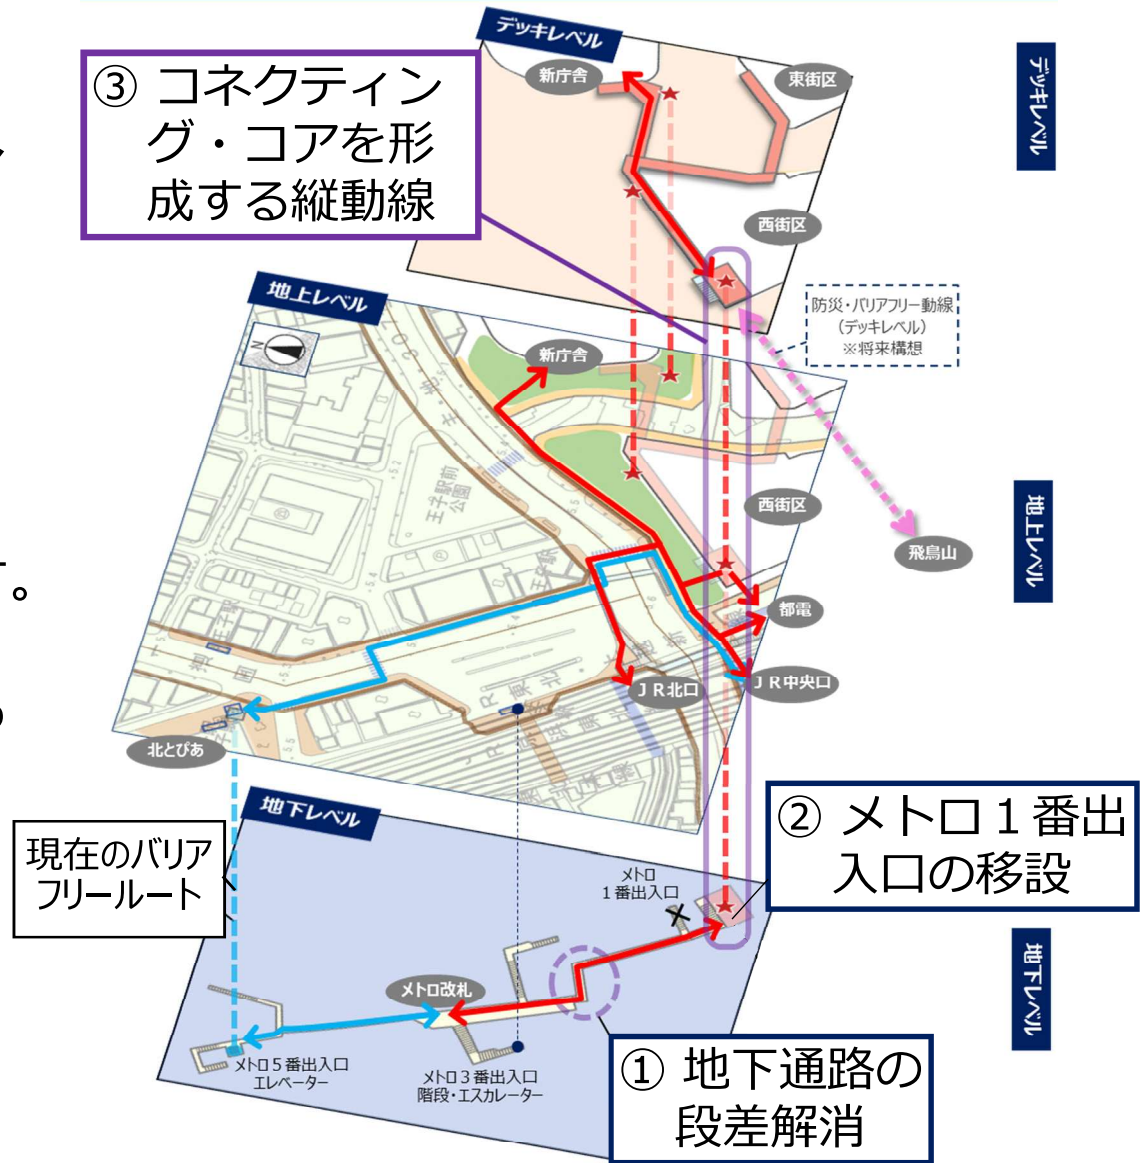 デッキレベル
③ コネクティン
グ・コアを形
成する縦動線
新庁舎
東街区
デッキレベル
西街区
地上レベル
防災・バリアフリー動線
(デッキレベル)
※将来構想
N
新庁舎
王子駅前
公園
西街区
地上レベル
飛鳥山
す。
都電
JR北口
JR中央口
北とぴあ
地下レベル
② メトロ1番出
入口の移設
現在のバリア
フリールート
メトロ
1番出入口
メトロ改札
地下レベル
メトロ5番出入口
エレベーター
メトロ3番出入口
階段・エスカレーター
① 地下通路の
段差解消